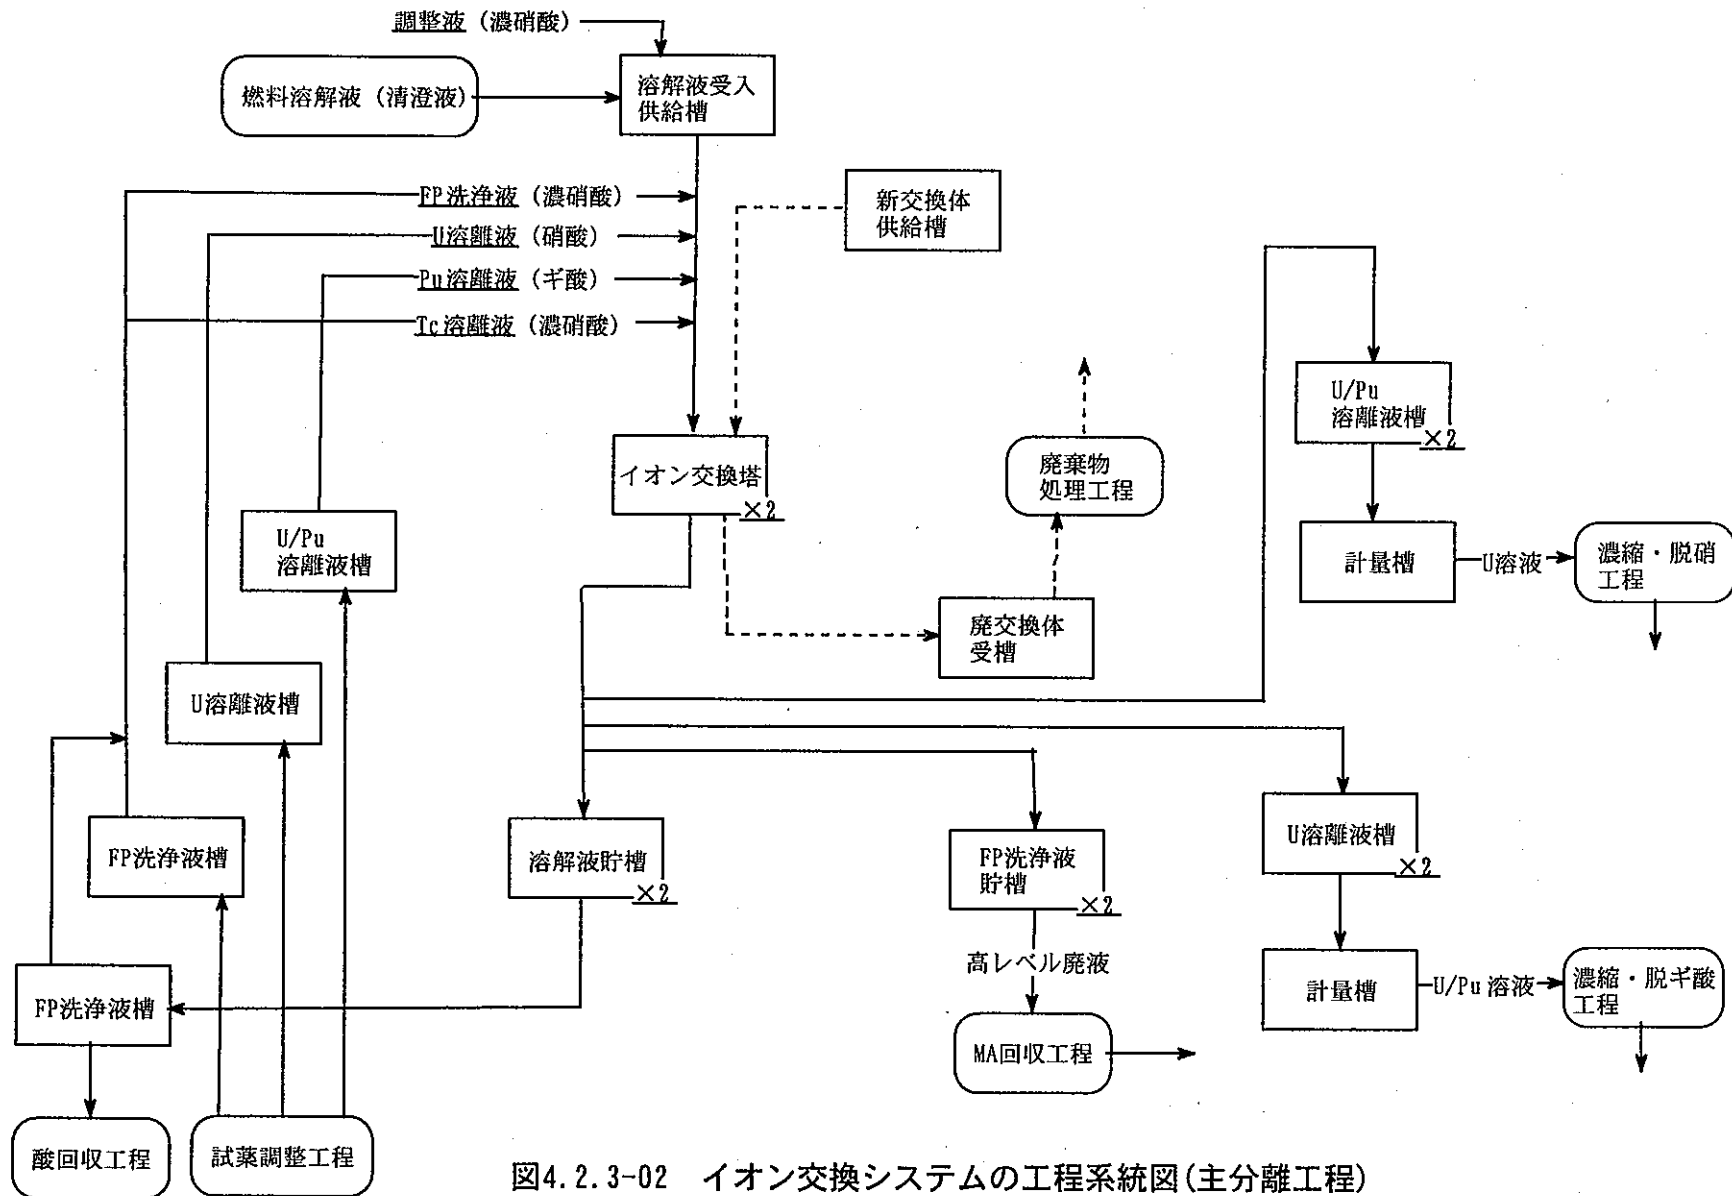 調整液 (濃硝酸)
燃料溶解液 (清澄液)
溶解液受入
供給槽
FP洗浄液 (濃硝酸)
U溶離液 (硝酸)
Pu溶離液 (ギ酸)
Tc溶離液 (濃硝酸)
新交換体
供給槽
イオン交換塔
×2
廃棄物
処理工程
廃交換体
受槽
U/Pu
溶離液槽
×2
計量槽
U溶液
濃縮・脱硝
工程
U/Pu
溶離液槽
U溶離液槽
FP洗浄液槽
FP洗浄液槽
酸回収工程
試薬調整工程
溶解液貯槽
×2
FP洗浄液
貯槽
×2
高レベル廃液
MA回収工程
U溶離液槽
×2
計量槽
U/Pu溶液
濃縮・脱ギ酸
工程
図4.2.3-02 イオン交換システムの工程系統図(主分離工程)